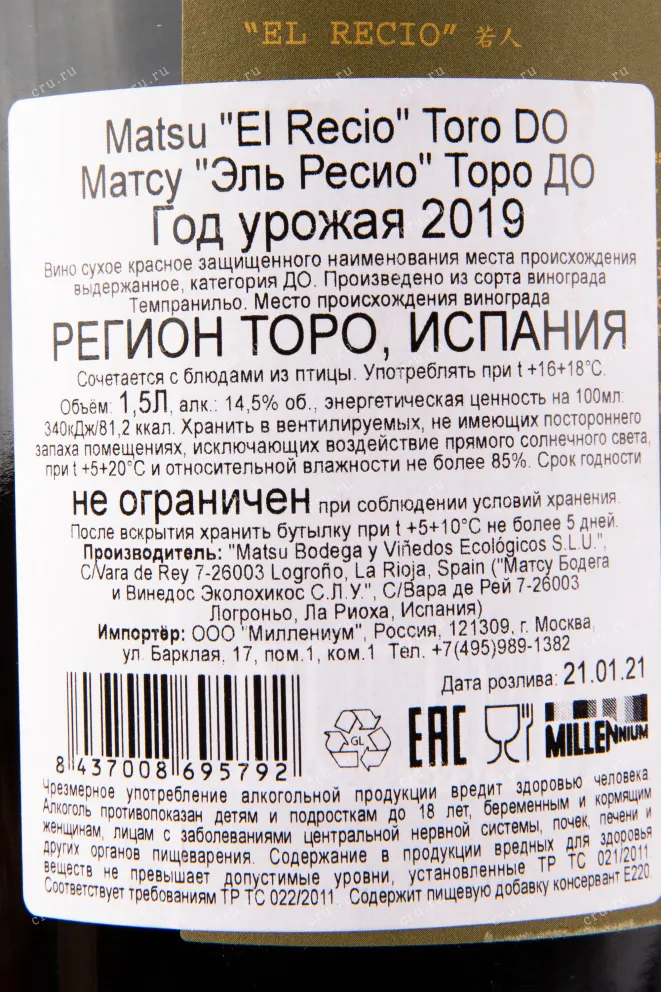 "EL RECIO" 若人
Matsu "El Recio" Toro DO
Матсу "Эль Ресио" Торо ДО
Год урожая 2019
Вино сухое красное защищенного наименования места происхождения
выдержанное, категория ДО. Произведено из сорта винограда
Темпранильо. Место происхождения винограда
РЕГИОН ТОРО, ИСПАНИЯ
Сочетается с блюдами из птицы. Употреблять при t +16+18°С.
Объём: 1,5Л, алк.: 14,5% об., энергетическая ценность на 100мл:
340кДж/81,2 ккал. Хранить в вентилируемых, не имеющих постороннего
запаха помещениях, исключающих воздействие прямого солнечного света,
при t +5+20°С и относительной влажности не более 85%. Срок годности
не ограничен при соблюдении условий хранения.
После вскрытия хранить бутылку при t +5+10°С не более 5 дней.
Производитель: "Matsu Bodega y Viñedos Ecológicos S.L.U.",
C/Vara de Rey 7-26003 Logroño, La Rioja, Spain ("Матсу Бодега
и Винедос Эколохикос С.Л.У.", С/Вара де Рей 7-26003
Логроньо, Ла Риоха, Испания)
Импортёр: ООО "Миллениум", Россия, 121309, г. Москва,
ул. Барклая, 17, пом.1, ком.1 Тел. +7(495)989-1382
Дата розлива: 21.01.21
8 437008 695792
GL
EAC
MILLENNIUM
Чрезмерное употребление алкогольной продукции вредит здоровью человека.
Алкоголь противопоказан детям и подросткам до 18 лет, беременным и кормящим
женщинам, лицам с заболеваниями центральной нервной системы, почек, печени и
других органов пищеварения. Содержание в продукции вредных для здоровья
веществ не превышает допустимые уровни, установленные ТР ТС 021/2011.
Соответствует требованиям ТР ТС 022/2011. Содержит пищевую добавку консервант Е220.
cru.ru